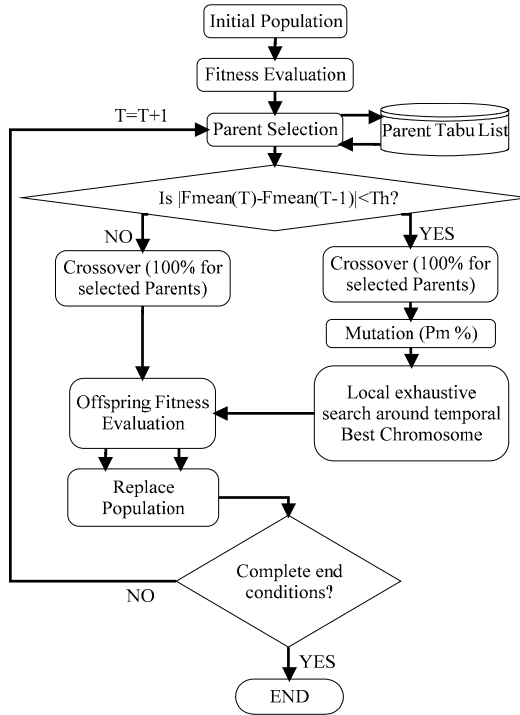 Initial Population
Fitness Evaluation
T=T+1
Parent Selection
Parent Tabu List
Is |Fmean(T)-Fmean(T-1)|<Th?
NO
YES
Crossover (100% for
selected Parents)
Crossover (100% for
selected Parents)
Mutation (Pm %)
Local exhaustive
search around temporal
Best Chromosome
Offspring Fitness
Evaluation
Replace
Population
Complete end
conditions?
NO
YES
END